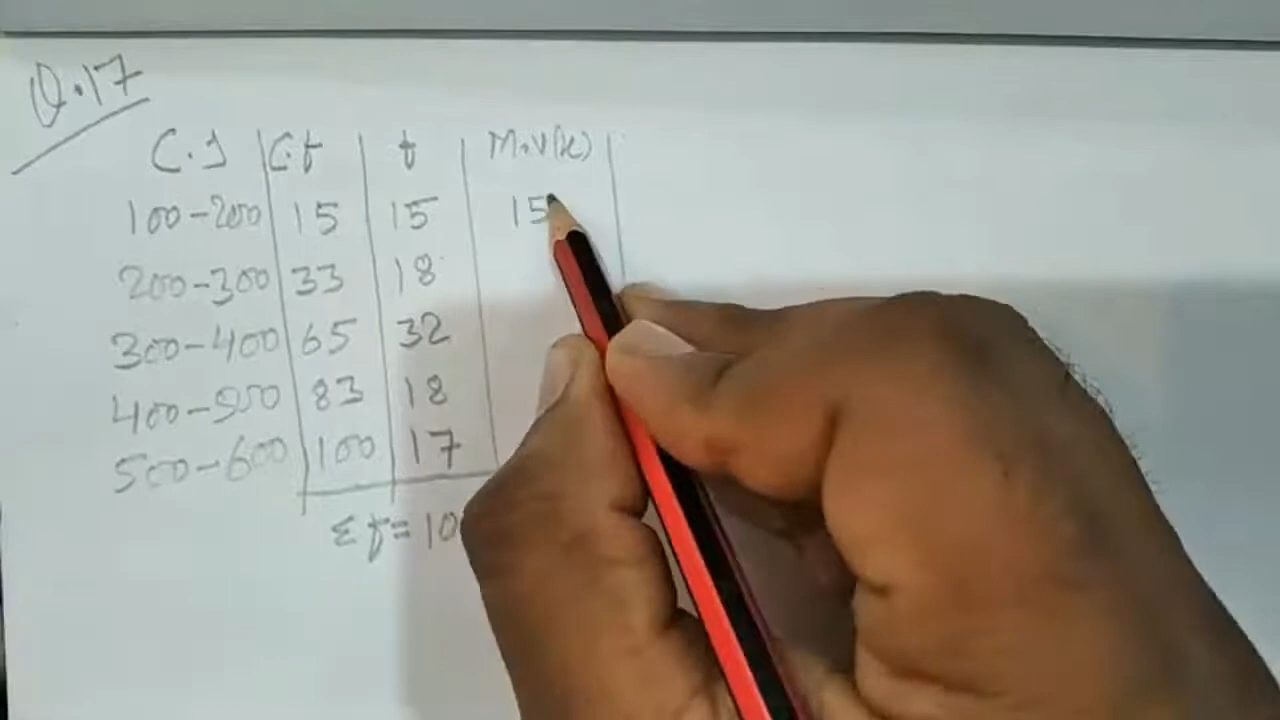 Q.17
C.I C.f f M.V(x)
100-200 15 15 15
200-300 33 18
300-400 65 32
400-500 83 18
500-600 100 17
Σf=10